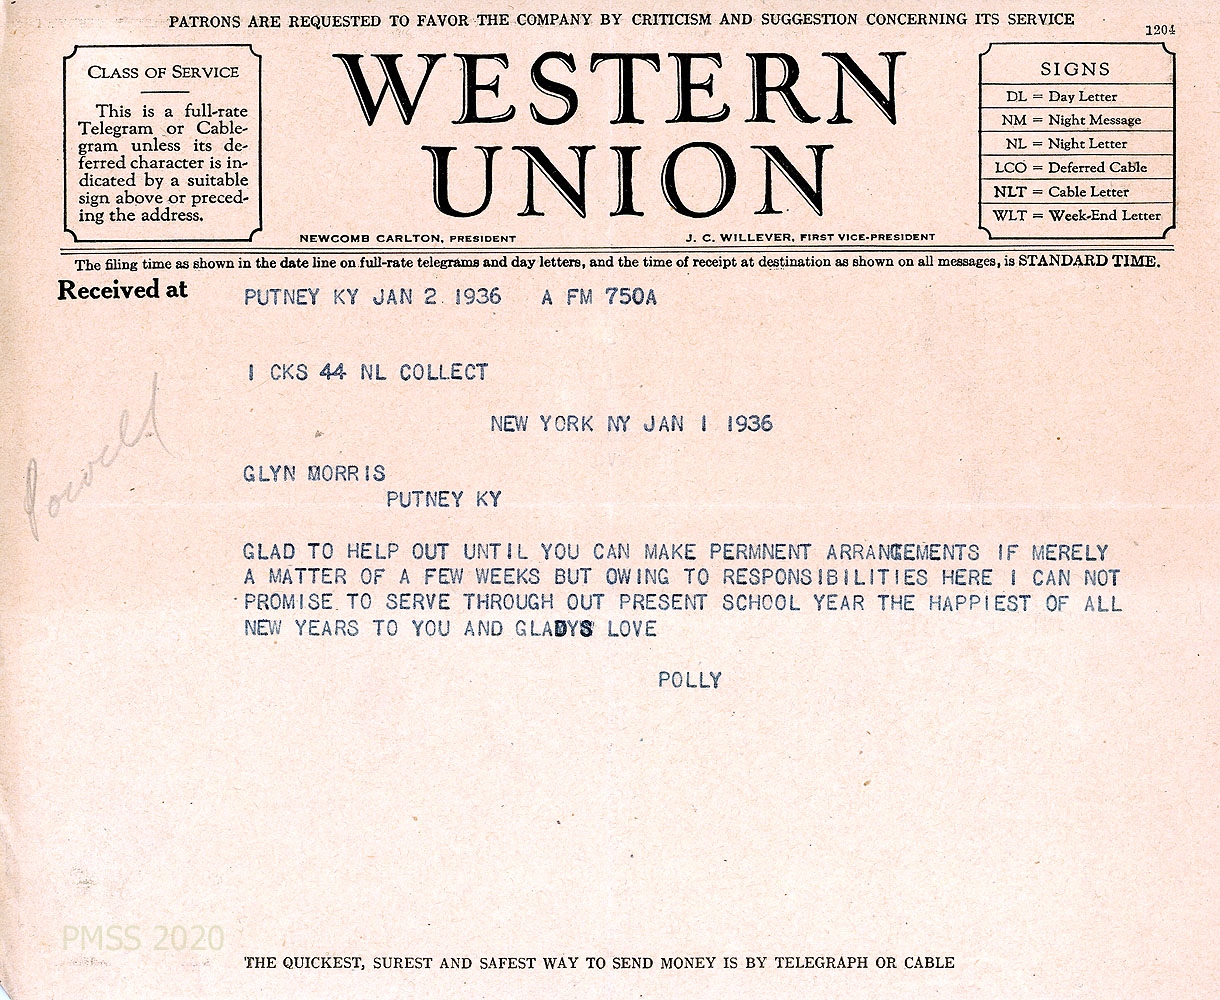 PATRONS ARE REQUESTED TO FAVOR THE COMPANY BY CRITICISM AND SUGGESTION CONCERNING ITS SERVICE
1204
CLASS OF SERVICE
This is a full-rate
Telegram or Cable-
gram unless its de-
ferred character is in-
dicated by a suitable
sign above or preced-
ing the address.
WESTERN
UNION
NEWCOMB CARLTON, PRESIDENT
J. C. WILLEVER, FIRST VICE-PRESIDENT
SIGNS
DL = Day Letter
NM = Night Message
NL = Night Letter
LCO = Deferred Cable
NLT = Cable Letter
WLT = Week-End Letter
The filing time as shown in the date line on full-rate telegrams and day letters, and the time of receipt at destination as shown on all messages, is STANDARD TIME.
Received at
PUTNEY KY JAN 2 1936 A FM 750A
I CKS 44 NL COLLECT
NEW YORK NY JAN I 1936
Powell
GLYN MORRIS
PUTNEY KY
GLAD TO HELP OUT UNTIL YOU CAN MAKE PERMNENT ARRANGEMENTS IF MERELY
A MATTER OF A FEW WEEKS BUT OWING TO RESPONSIBILITIES HERE I CAN NOT
PROMISE TO SERVE THROUGH OUT PRESENT SCHOOL YEAR THE HAPPIEST OF ALL
NEW YEARS TO YOU AND GLADYS LOVE
POLLY
PMSS 2020
THE QUICKEST, SUREST AND SAFEST WAY TO SEND MONEY IS BY TELEGRAPH OR CABLE